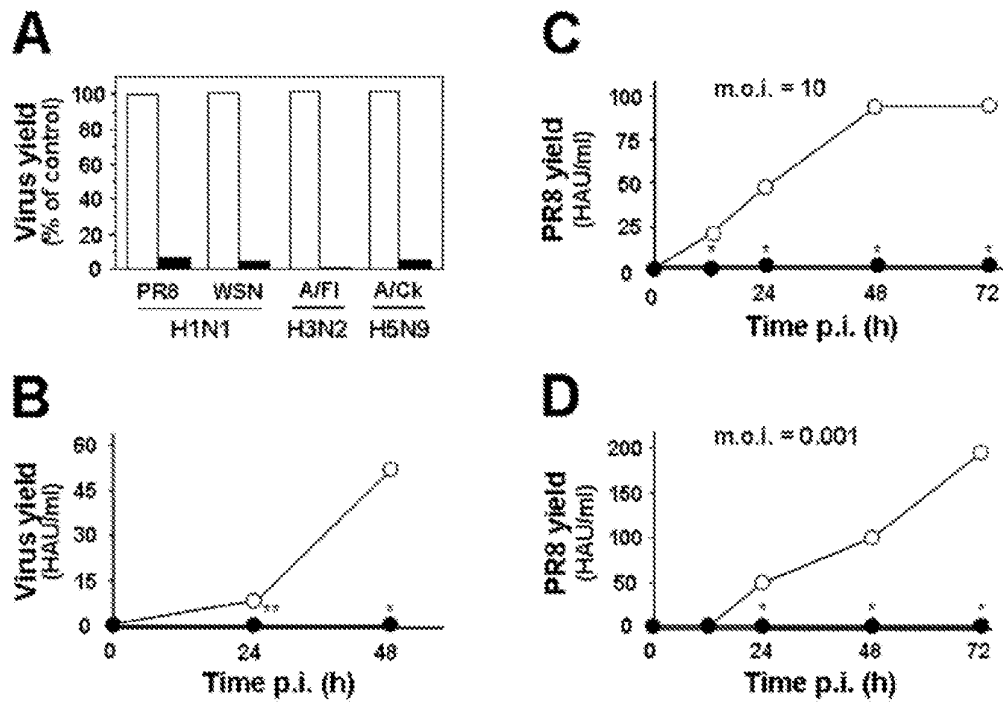 A
Virus yield
(% of control)
100
80
60
40
20
0
PR8 WSN A/Fl A/Ck
H1N1 H3N2 H5N9
B
Virus yield
(HAU/ml)
60
45
30
15
0
**
*
0 24 48
Time p.i. (h)
C
m.o.i. = 10
PR8 yield
(HAU/ml)
100
75
50
25
0
* * * *
0 24 48 72
Time p.i. (h)
D
m.o.i. = 0.001
PR8 yield
(HAU/ml)
200
150
100
50
0
* * *
0 24 48 72
Time p.i. (h)